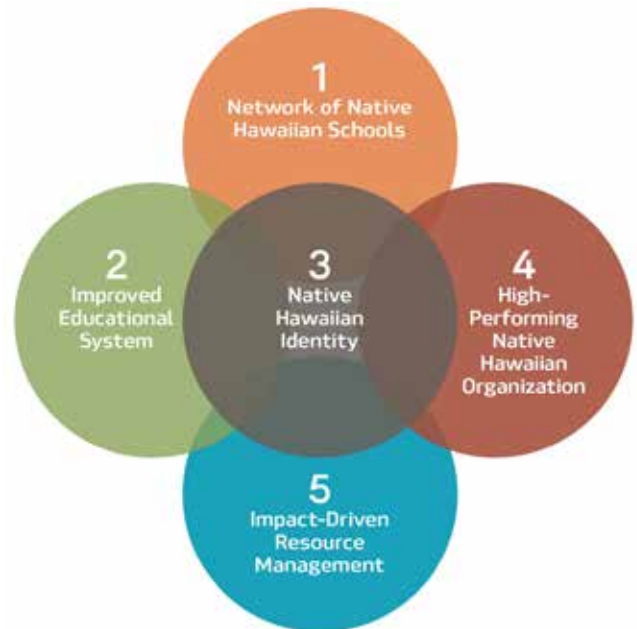 1
Network of Native
Hawaiian Schools
2
Improved
Educational
System
3
Native
Hawaiian
Identity
4
High-
Performing
Native
Hawaiian
Organization
5
Impact-Driven
Resource
Management